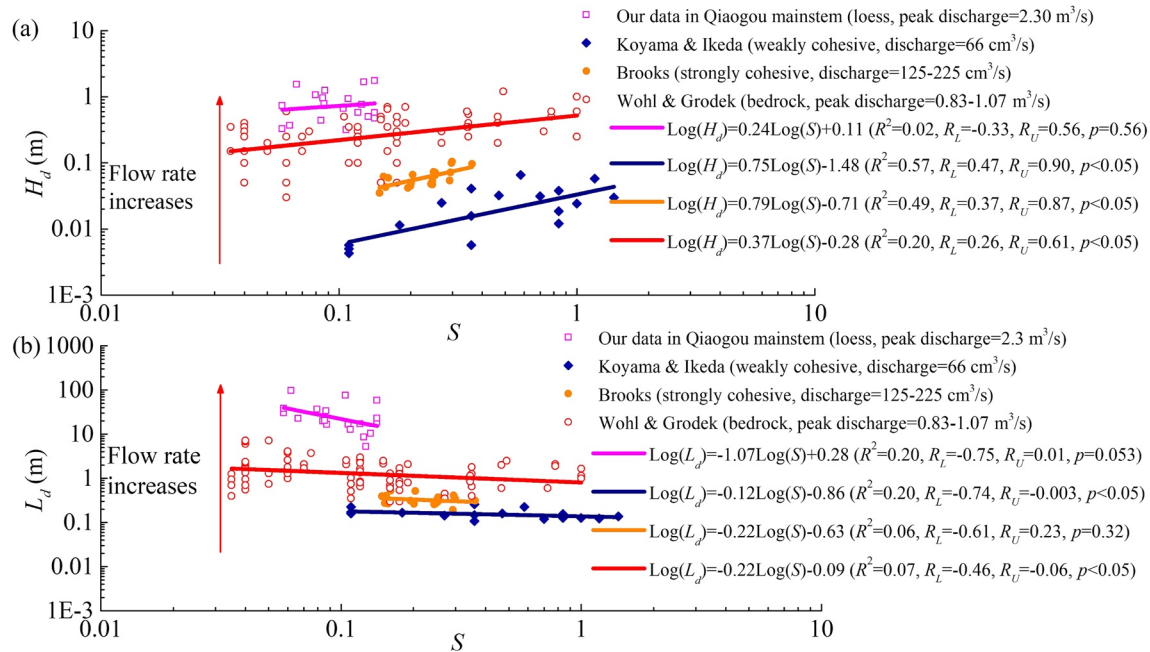 (a)
10
1
0.1
0.01
1E-3
H_d (m)
Flow rate
increases
0.01
0.1
1
10
S
Our data in Qiaogou mainstem (loess, peak discharge=2.30 m³/s)
Koyama & Ikeda (weakly cohesive, discharge=66 cm³/s)
Brooks (strongly cohesive, discharge=125-225 cm³/s)
Wohl & Grodek (bedrock, peak discharge=0.83-1.07 m³/s)
Log(H_d)=0.24Log(S)+0.11 (R²=0.02, R_L=-0.33, R_U=0.56, p=0.56)
Log(H_d)=0.75Log(S)-1.48 (R²=0.57, R_L=0.47, R_U=0.90, p<0.05)
Log(H_d)=0.79Log(S)-0.71 (R²=0.49, R_L=0.37, R_U=0.87, p<0.05)
Log(H_d)=0.37Log(S)-0.28 (R²=0.20, R_L=0.26, R_U=0.61, p<0.05)
(b)
1000
100
10
1
0.1
0.01
1E-3
L_d (m)
Flow rate
increases
0.01
0.1
1
10
S
Our data in Qiaogou mainstem (loess, peak discharge=2.3 m³/s)
Koyama & Ikeda (weakly cohesive, discharge=66 cm³/s)
Brooks (strongly cohesive, discharge=125-225 cm³/s)
Wohl & Grodek (bedrock, peak discharge=0.83-1.07 m³/s)
Log(L_d)=-1.07Log(S)+0.28 (R²=0.20, R_L=-0.75, R_U=0.01, p=0.053)
Log(L_d)=-0.12Log(S)-0.86 (R²=0.20, R_L=-0.74, R_U=-0.003, p<0.05)
Log(L_d)=-0.22Log(S)-0.63 (R²=0.06, R_L=-0.61, R_U=0.23, p=0.32)
Log(L_d)=-0.22Log(S)-0.09 (R²=0.07, R_L=-0.46, R_U=-0.06, p<0.05)